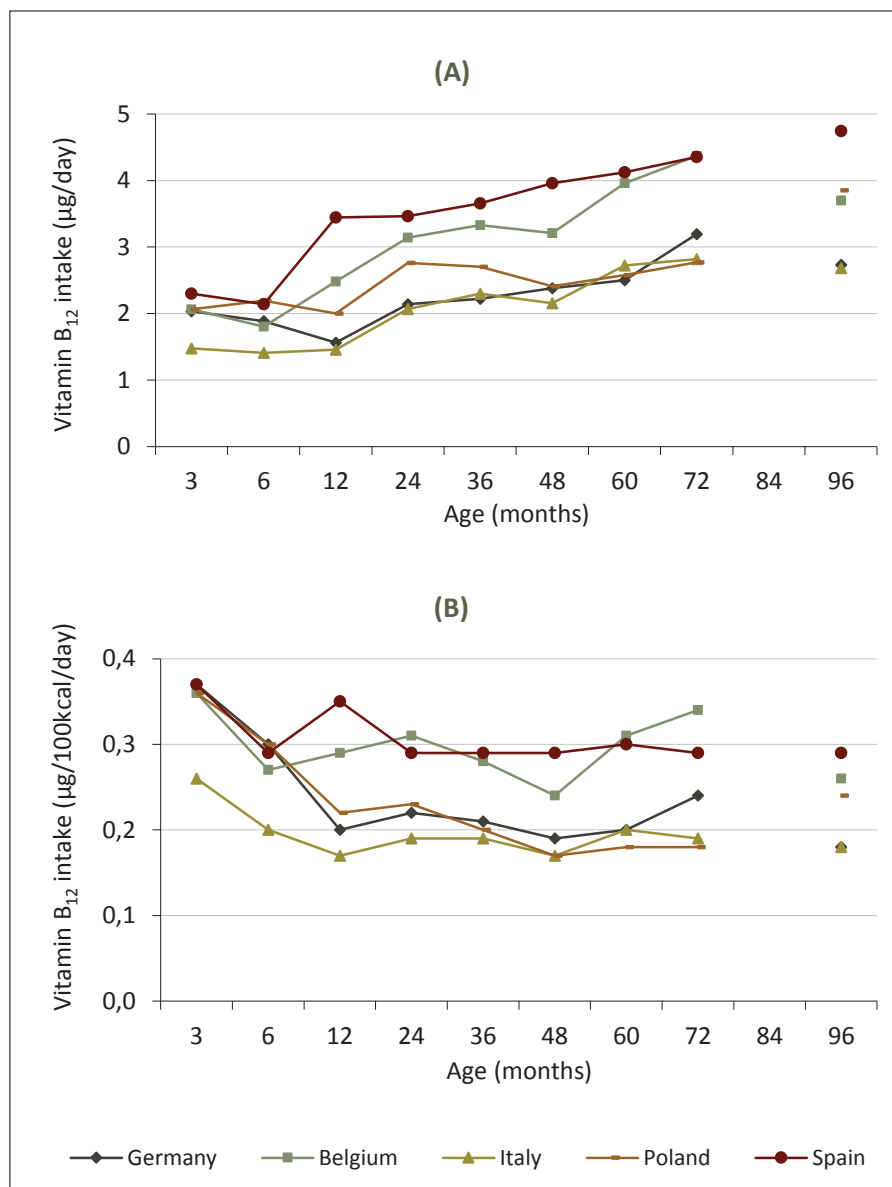 (A)
5
4
3
2
1
0
Vitamin B₁₂ intake (µg/day)
3 6 12 24 36 48 60 72 84 96
Age (months)
(B)
0,4
0,3
0,2
0,1
0,0
Vitamin B₁₂ intake (µg/100kcal/day)
3 6 12 24 36 48 60 72 84 96
Age (months)
Germany Belgium Italy Poland Spain